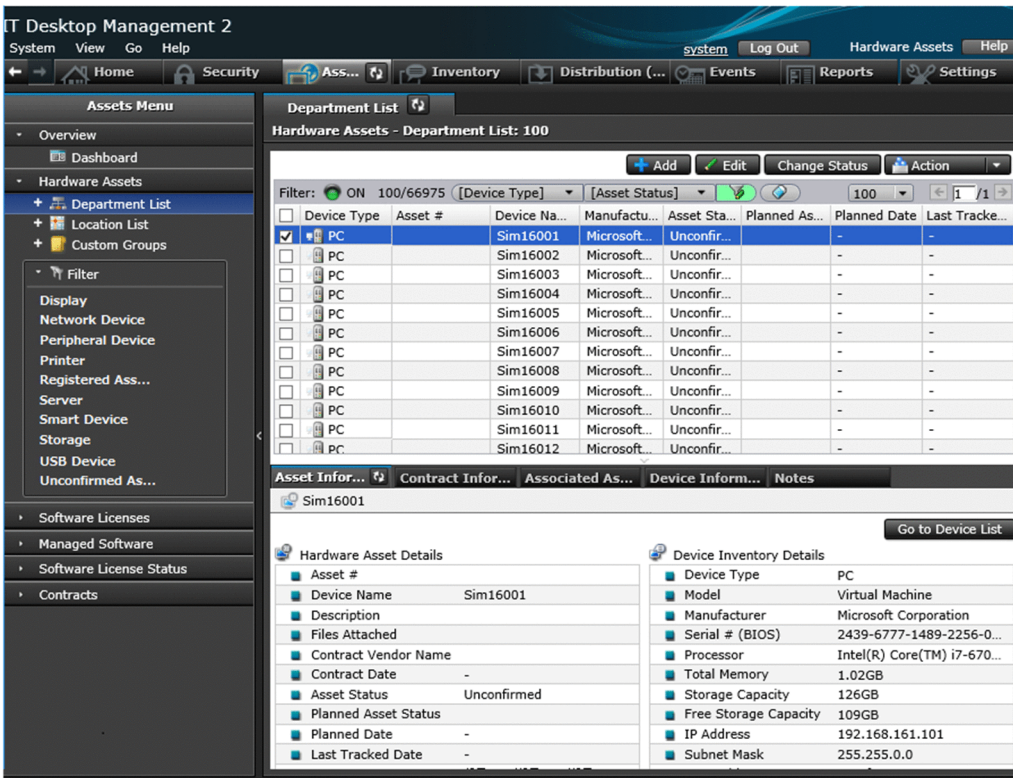 IT Desktop Management 2
System View Go Help system Log Out Hardware Assets Help
Home Security Ass... Inventory Distribution (... Events Reports Settings
Assets Menu
Overview
Dashboard
Hardware Assets
Department List
Location List
Custom Groups
Filter
Display
Network Device
Peripheral Device
Printer
Registered Ass...
Server
Smart Device
Storage
USB Device
Unconfirmed As...
Software Licenses
Managed Software
Software License Status
Contracts
Department List
Hardware Assets - Department List: 100
Add Edit Change Status Action
Filter: ON 100/66975 [Device Type] [Asset Status] 100 1 /1
Device Type Asset # Device Na... Manufactu... Asset Sta... Planned As... Planned Date Last Tracke...
PC Sim16001 Microsoft... Unconfir... - -
PC Sim16002 Microsoft... Unconfir... - -
PC Sim16003 Microsoft... Unconfir... - -
PC Sim16004 Microsoft... Unconfir... - -
PC Sim16005 Microsoft... Unconfir... - -
PC Sim16006 Microsoft... Unconfir... - -
PC Sim16007 Microsoft... Unconfir... - -
PC Sim16008 Microsoft... Unconfir... - -
PC Sim16009 Microsoft... Unconfir... - -
PC Sim16010 Microsoft... Unconfir... - -
PC Sim16011 Microsoft... Unconfir... - -
PC Sim16012 Microsoft... Unconfir... - -
Asset Infor... Contract Infor... Associated As... Device Inform... Notes
Sim16001
Go to Device List
Hardware Asset Details
Asset #
Device Name Sim16001
Description
Files Attached
Contract Vendor Name
Contract Date -
Asset Status Unconfirmed
Planned Asset Status
Planned Date -
Last Tracked Date -
Device Inventory Details
Device Type PC
Model Virtual Machine
Manufacturer Microsoft Corporation
Serial # (BIOS) 2439-6777-1489-2256-0...
Processor Intel(R) Core(TM) i7-670...
Total Memory 1.02GB
Storage Capacity 126GB
Free Storage Capacity 109GB
IP Address 192.168.161.101
Subnet Mask 255.255.0.0